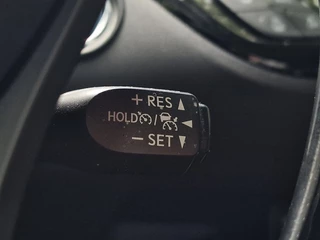 + RES ▲
HOLD / ◄
− SET ▼